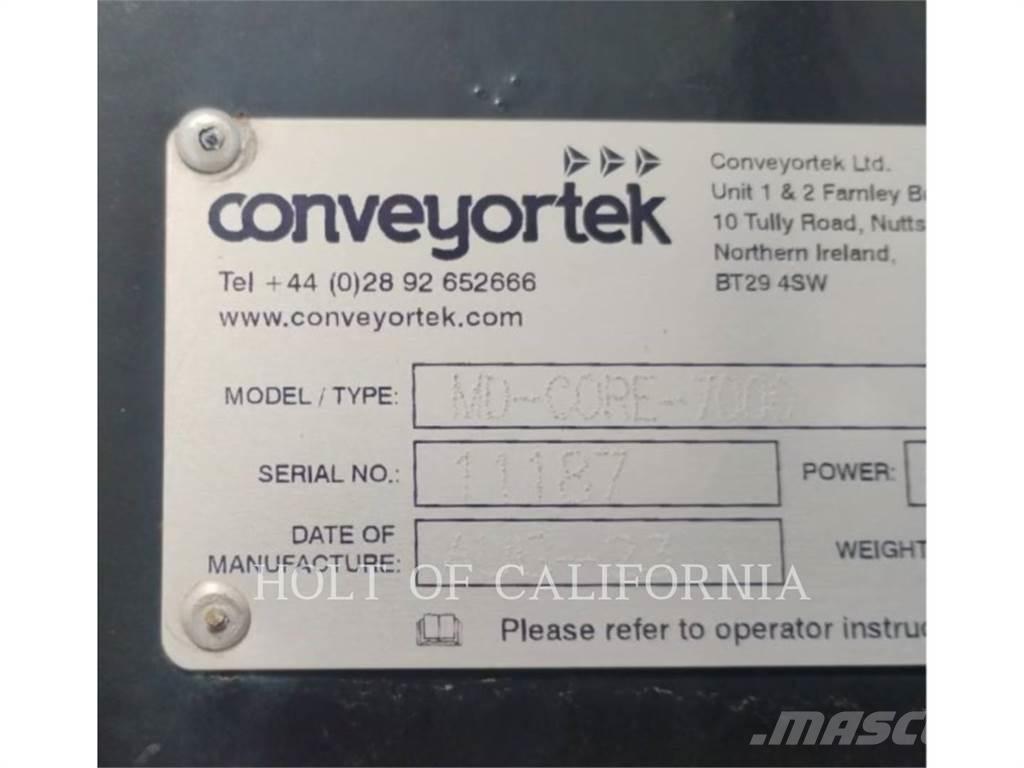 conveyortek
Tel +44 (0)28 92 652666
www.conveyortek.com
Conveyortek Ltd.
Unit 1 & 2 Farnley B
10 Tully Road, Nutts
Northern Ireland,
BT29 4SW
MODEL / TYPE: MD-CORE-700
SERIAL NO.: 11187
POWER:
DATE OF
MANUFACTURE:
WEIGHT
HOLT OF CALIFORNIA
Please refer to operator instruc
MASC